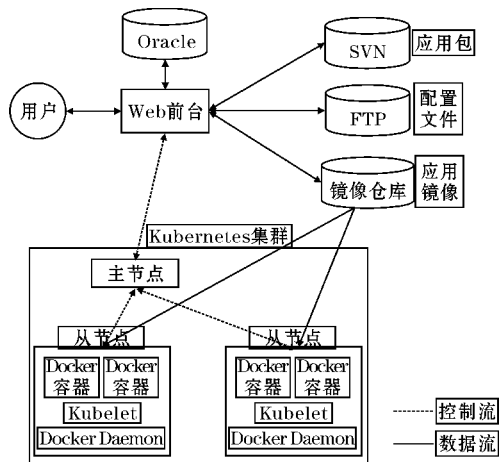 Oracle
SVN
应用包
用户
Web前台
FTP
配置
文件
镜像仓库
应用
镜像
Kubernetes集群
主节点
从节点
从节点
Docker
容器
Docker
容器
Docker
容器
Docker
容器
Kubelet
Kubelet
Docker Daemon
Docker Daemon
控制流
数据流